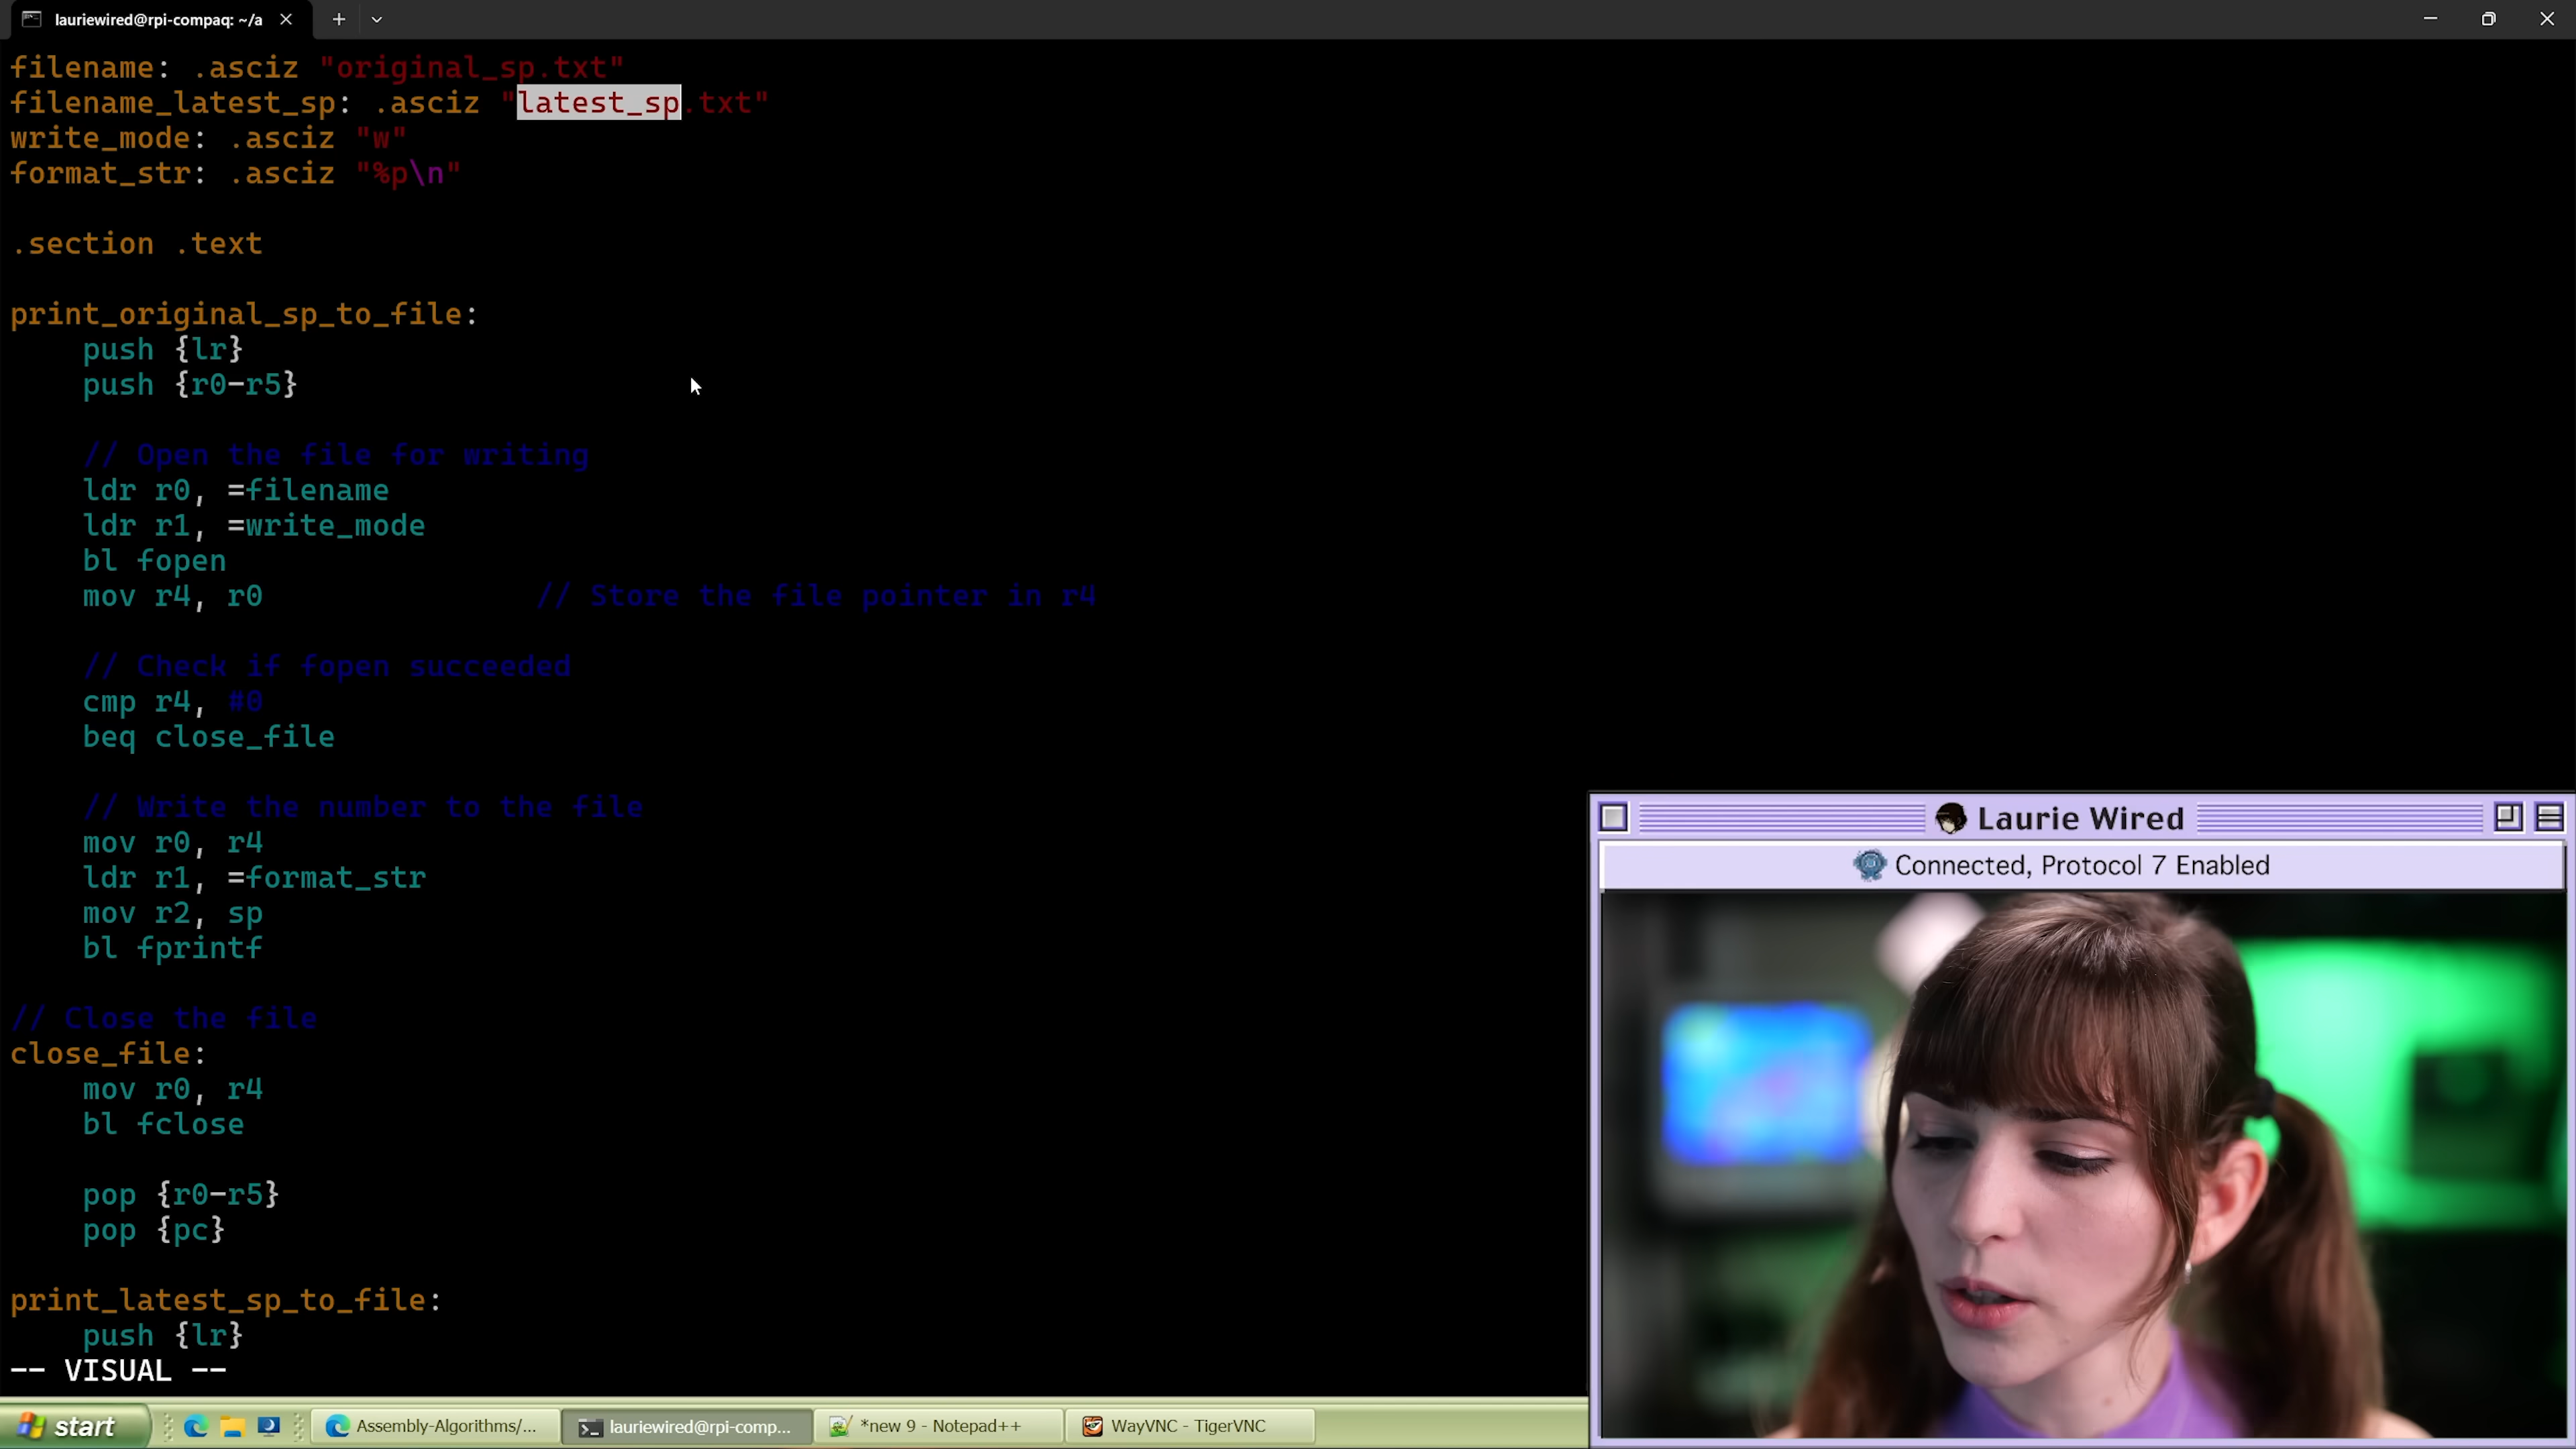 lauriewired@rpi-compaq: ~/a
filename: .asciz "original_sp.txt"
filename_latest_sp: .asciz "latest_sp.txt"
write_mode: .asciz "w"
format_str: .asciz "%p\n"
.section .text
print_original_sp_to_file:
push {lr}
push {r0-r5}
// Open the file for writing
ldr r0, =filename
ldr r1, =write_mode
bl fopen
mov r4, r0 // Store the file pointer in r4
// Check if fopen succeeded
cmp r4, #0
beq close_file
// Write the number to the file
mov r0, r4
ldr r1, =format_str
mov r2, sp
bl fprintf
// Close the file
close_file:
mov r0, r4
bl fclose
pop {r0-r5}
pop {pc}
print_latest_sp_to_file:
push {lr}
-- VISUAL --
Laurie Wired
Connected, Protocol 7 Enabled
start
Assembly-Algorithms/...
lauriewired@rpi-comp...
*new 9 - Notepad++
WayVNC - TigerVNC